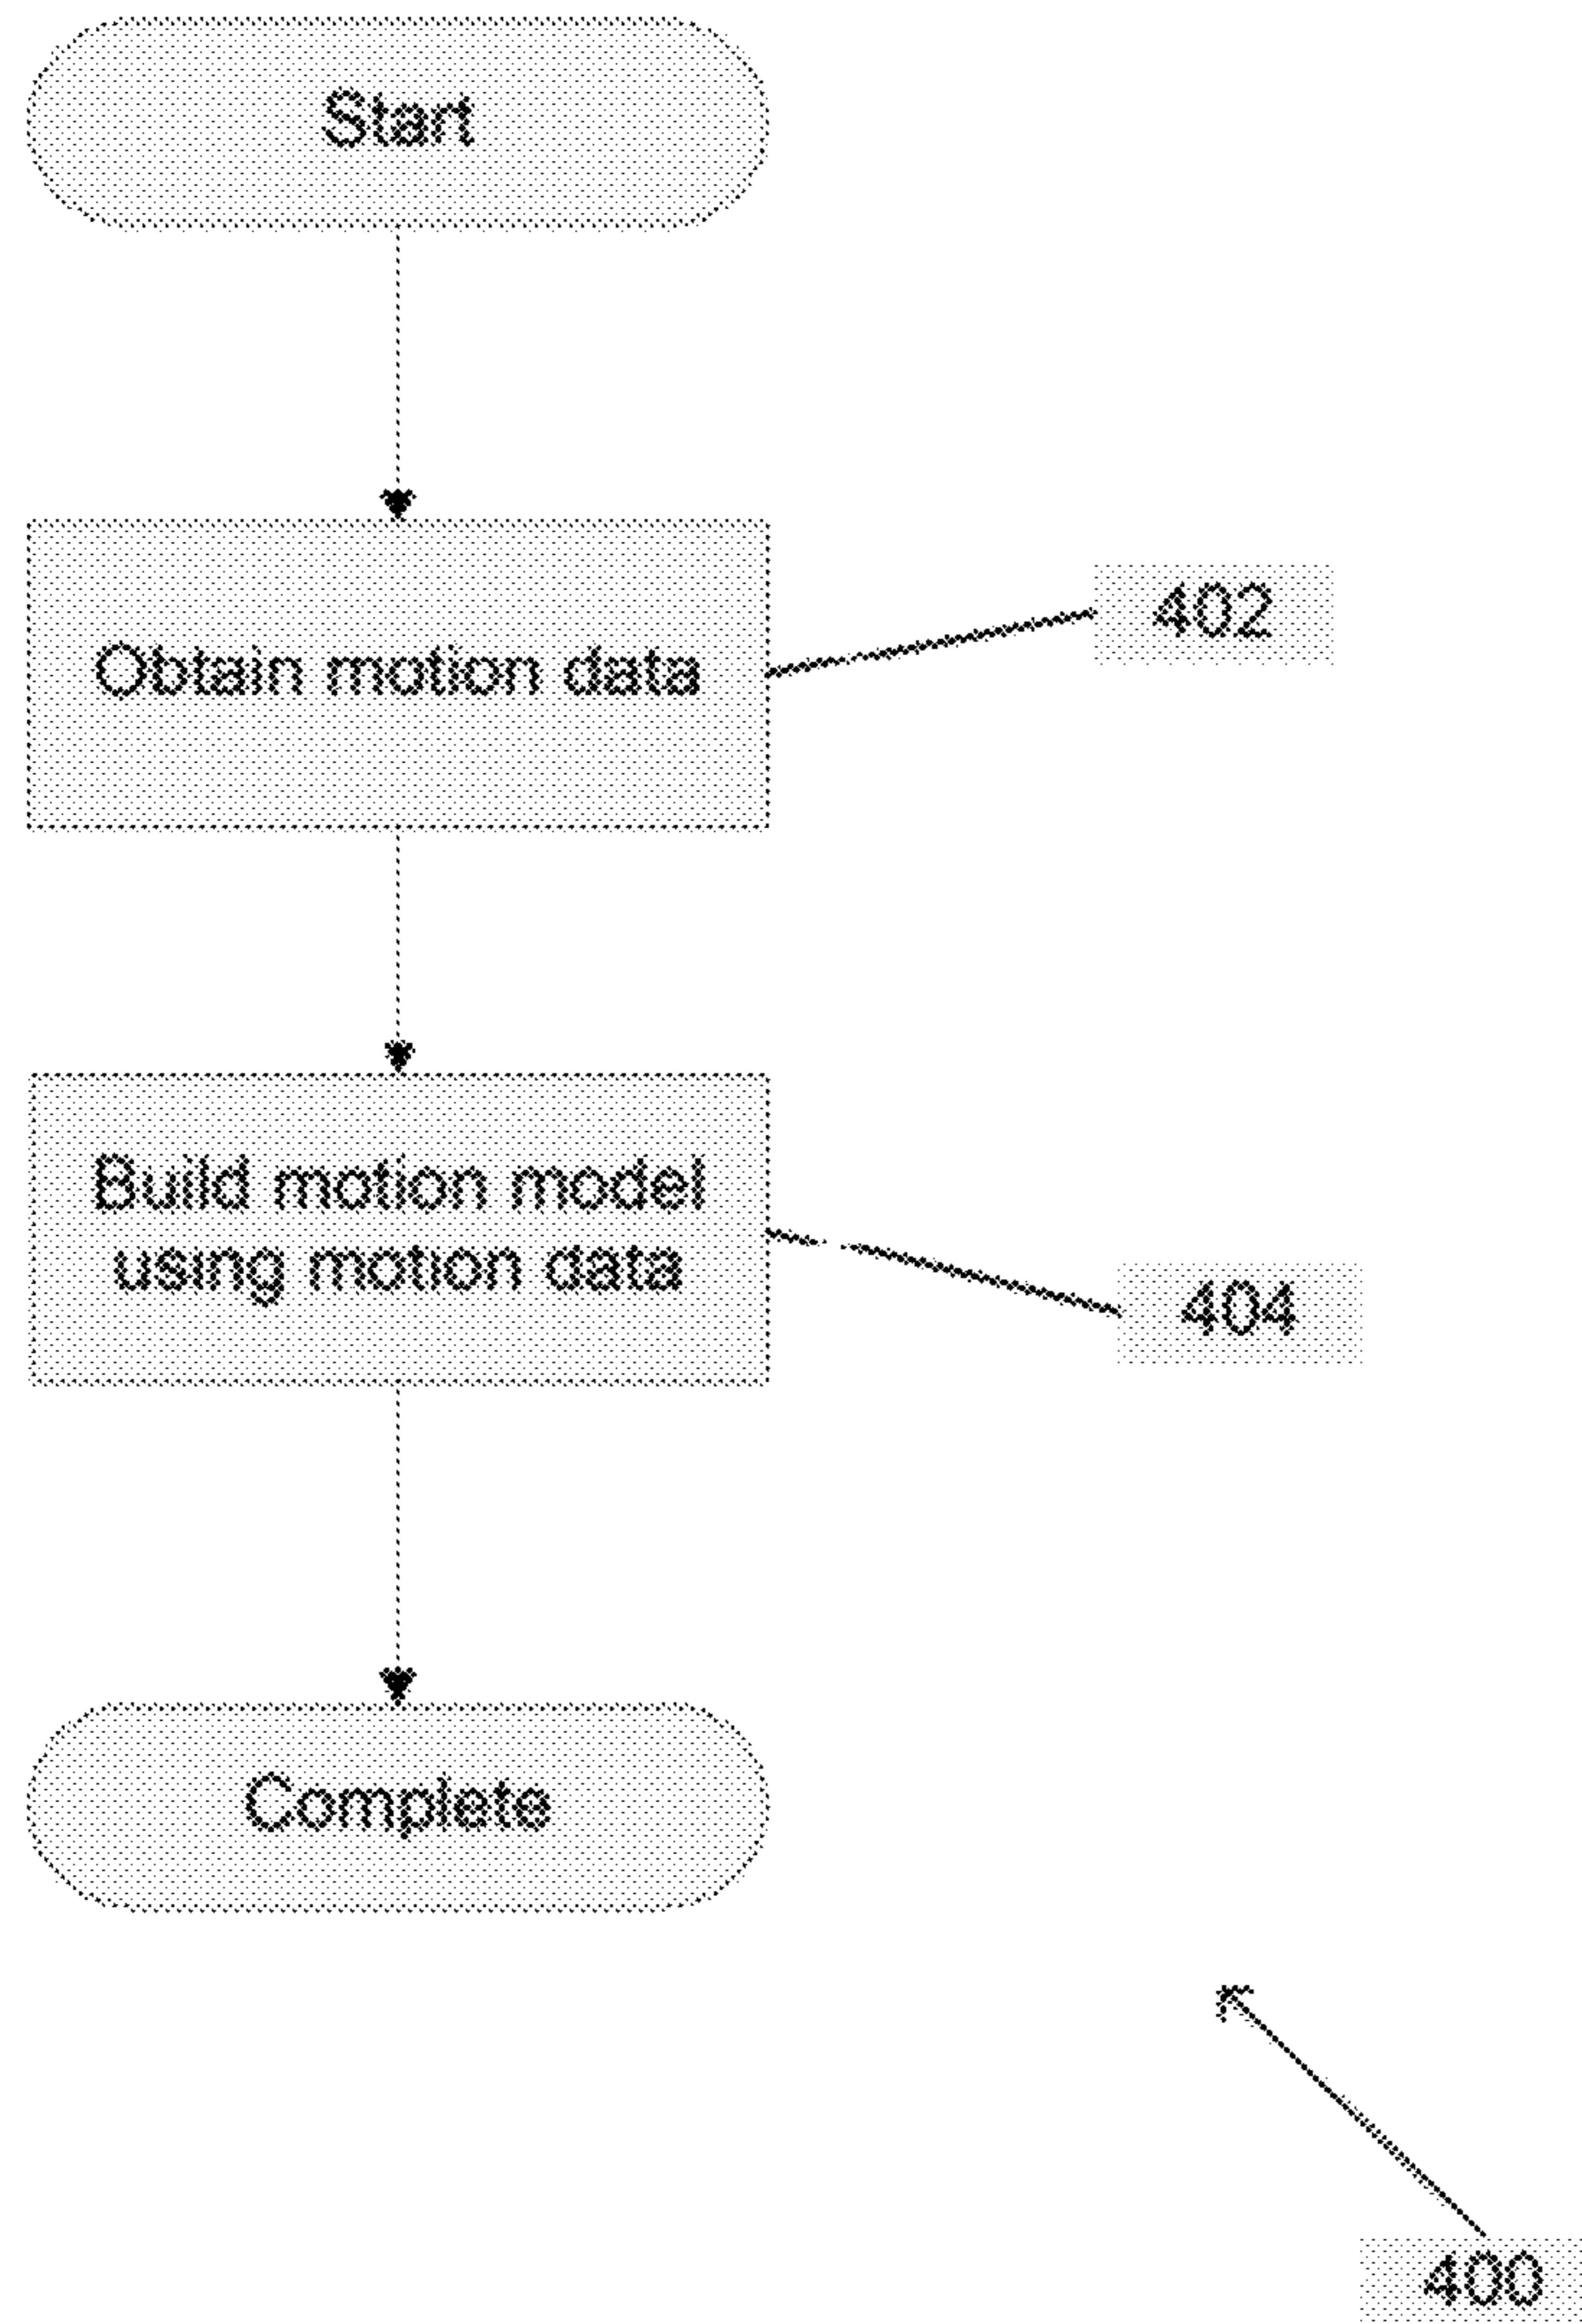 Start
Obtain motion data
402
Build motion model
using motion data
404
Complete
400